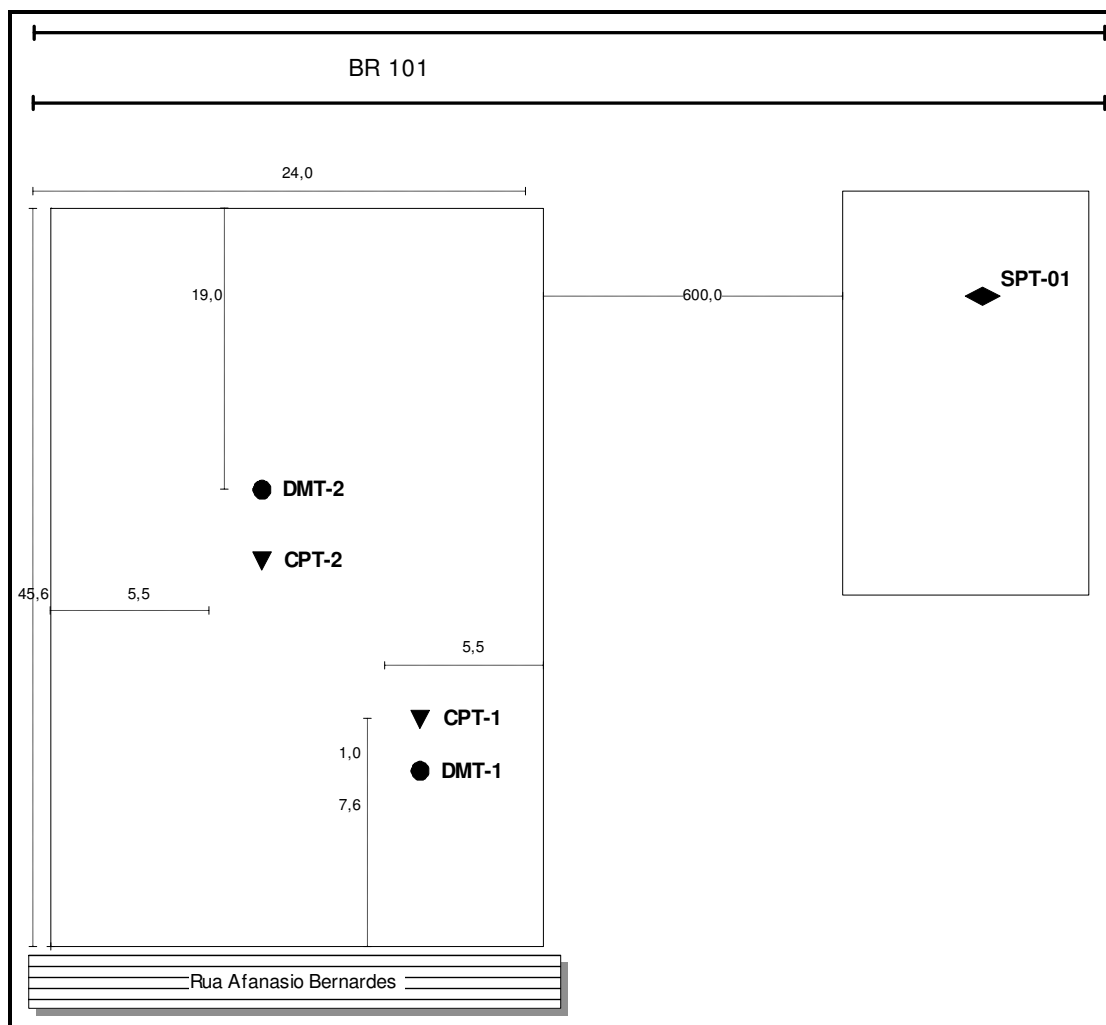 BR 101
24,0
19,0
600,0
SPT-01
DMT-2
CPT-2
45,6
5,5
5,5
CPT-1
1,0
DMT-1
7,6
Rua Afanasio Bernardes